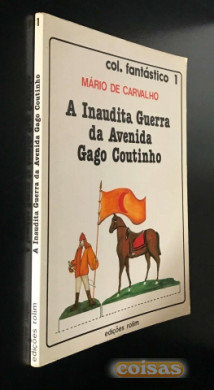 col. fantástico 1
MÁRIO DE CARVALHO
A Inaudita Guerra
da Avenida
Gago Coutinho
edições rolim
1
A Inaudita Guerra da Avenida Gago Coutinho
edições rolim
coisas